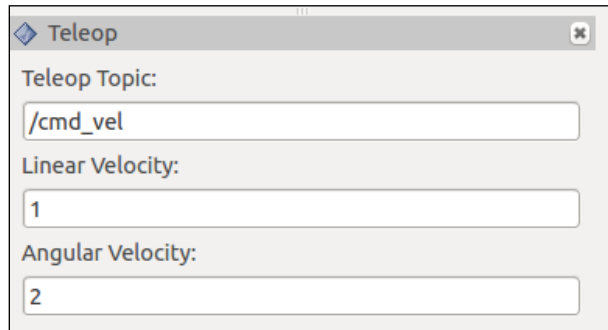 Teleop
Teleop Topic:
/cmd_vel
Linear Velocity:
1
Angular Velocity:
2